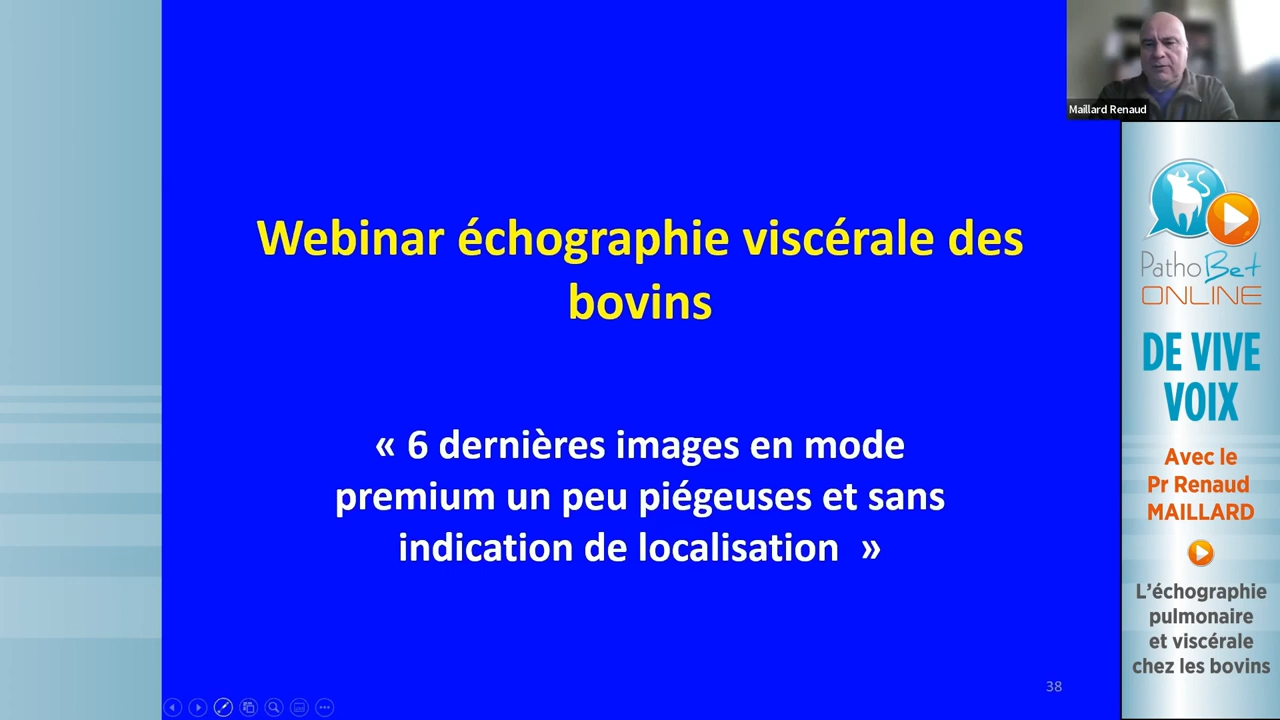 Webinar échographie viscérale des
bovins
« 6 dernières images en mode
premium un peu piégeuses et sans
indication de localisation »
38
Maillard Renaud
PathoBet
ONLINE
DE VIVE
VOIX
Avec le
Pr Renaud
MAILLARD
L'échographie
pulmonaire
et viscérale
chez les bovins